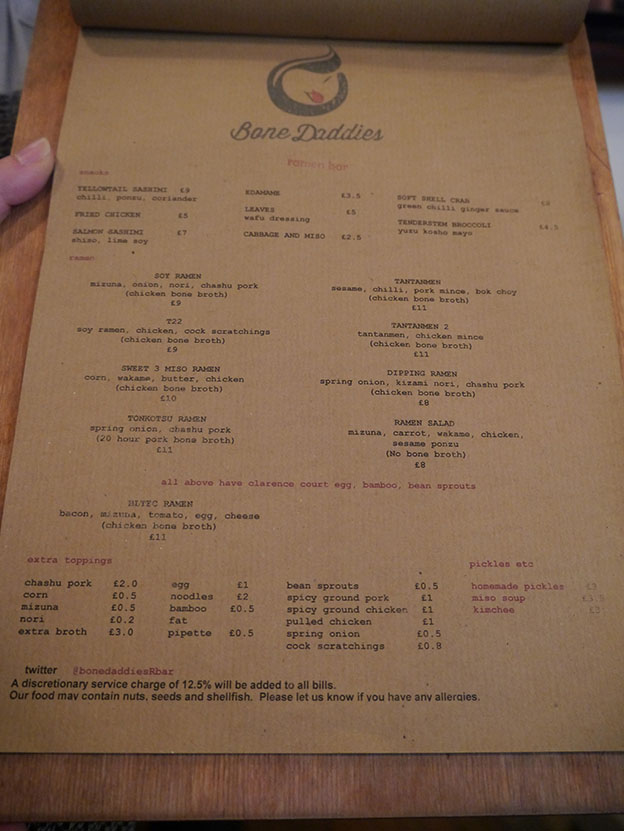 Bone Daddies
ramen bar
snacks
YELLOWTAIL SASHIMI £9
chilli, ponzu, coriander
FRIED CHICKEN £5
SALMON SASHIMI £7
shiso, lime soy
EDAMAME £3.5
LEAVES £5
wafu dressing
CABBAGE AND MISO £2.5
SOFT SHELL CRAB
green chilli ginger sauce
TENDERSTEM BROCCOLI £4.5
yuzu kosho mayo
ramen
SOY RAMEN
mizuna, onion, nori, chashu pork
(chicken bone broth)
£9
T22
soy ramen, chicken, cock scratchings
(chicken bone broth)
£9
SWEET 3 MISO RAMEN
corn, wakame, butter, chicken
(chicken bone broth)
£10
TONKOTSU RAMEN
spring onion, chashu pork
(20 hour pork bone broth)
£11
TANTANMEN
sesame, chilli, pork mince, bok choy
(chicken bone broth)
£11
TANTANMEN 2
tantanmen, chicken mince
(chicken bone broth)
£11
DIPPING RAMEN
spring onion, kizami nori, chashu pork
(chicken bone broth)
£8
RAMEN SALAD
mizuna, carrot, wakame, chicken,
sesame ponzu
(No bone broth)
£8
all above have clarence court egg, bamboo, bean sprouts
RAMEN
bacon, mizuna, tomato, egg, cheese
(chicken bone broth)
£11
extra toppings
chashu pork £2.0
corn £0.5
mizuna £0.5
nori £0.2
extra broth £3.0
egg £1
noodles £2
bamboo £0.5
fat
pipette £0.5
bean sprouts £0.5
spicy ground pork £1
spicy ground chicken £1
pulled chicken £1
spring onion £0.5
cock scratchings £0.8
pickles etc
homemade pickles
miso soup
kimchee
twitter @bonedaddiesRbar
A discretionary service charge of 12.5% will be added to all bills.
Our food may contain nuts, seeds and shellfish. Please let us know if you have any allergies.